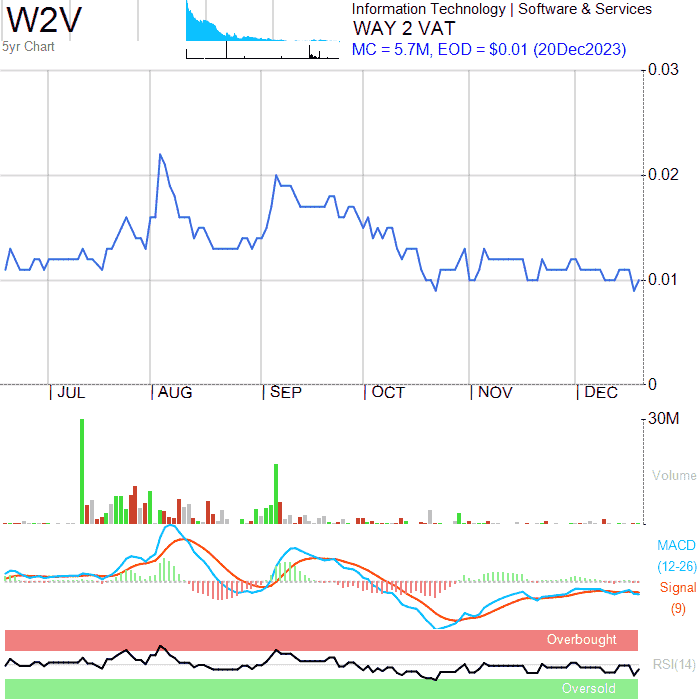 W2V
5yr Chart
Information Technology | Software & Services
WAY 2 VAT
MC = 5.7M, EOD = $0.01 (20Dec2023)
0.03
0.02
0.01
0
JUL AUG SEP OCT NOV DEC
30M
Volume
MACD
(12-26)
Signal
(9)
Overbought
RSI(14)
Oversold